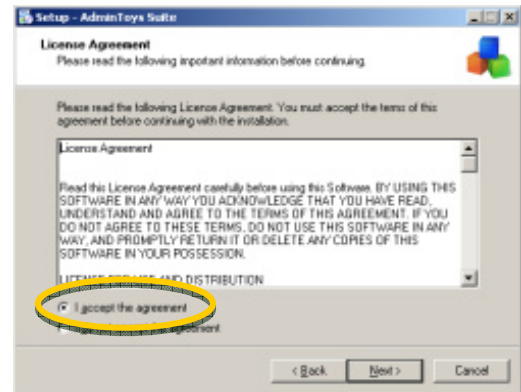 Setup - AdminToys Suite
License Agreement
Please read the following important information before continuing.
Please read the following License Agreement. You must accept the terms of this
agreement before continuing with the installation.
License Agreement
Read this License Agreement carefully before using this Software. BY USING THIS
SOFTWARE IN ANY WAY YOU ACKNOWLEDGE THAT YOU HAVE READ,
UNDERSTAND AND AGREE TO THE TERMS OF THIS AGREEMENT. IF YOU
DO NOT AGREE TO THESE TERMS, DO NOT USE THIS SOFTWARE IN ANY
WAY, AND PROMPTLY RETURN IT OR DELETE ANY COPIES OF THIS
SOFTWARE IN YOUR POSSESSION.
LICENSE FOR USE AND DISTRIBUTION
I accept the agreement
agreement
< Back Next > Cancel